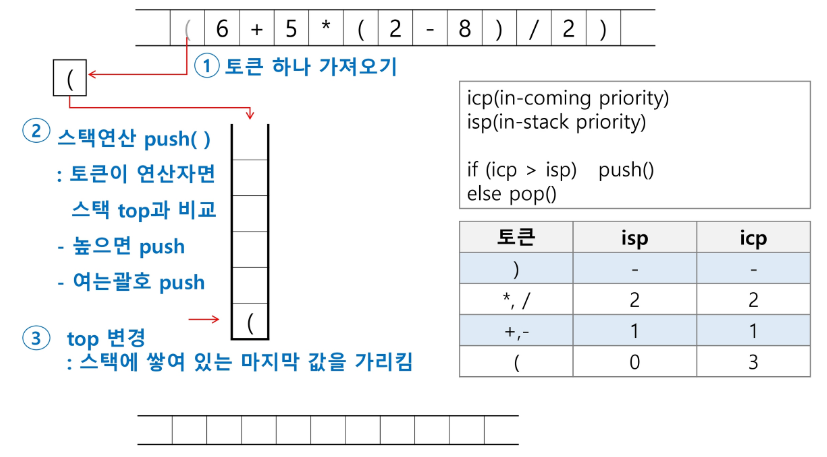 ( 6 + 5 * ( 2 - 8 ) / 2 )
① 토큰 하나 가져오기
(
② 스택연산 push( )
: 토큰이 연산자면
스택 top과 비교
- 높으면 push
- 여는괄호 push
(
③ top 변경
: 스택에 쌓여 있는 마지막 값을 가리킴
icp(in-coming priority)
isp(in-stack priority)
if (icp > isp) push()
else pop()
토큰 isp icp
) - -
*, / 2 2
+,- 1 1
( 0 3